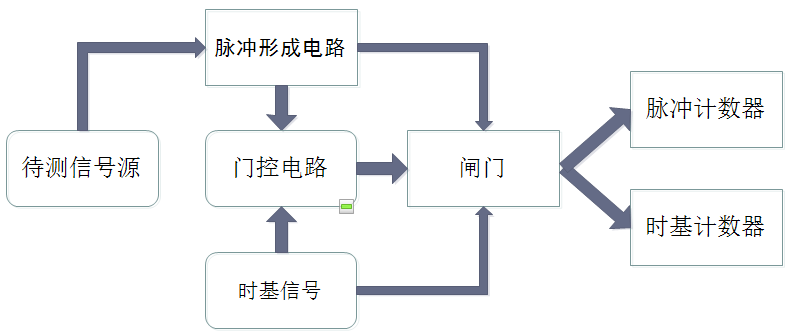 脉冲形成电路
脉冲计数器
待测信号源
门控电路
闸门
时基计数器
时基信号